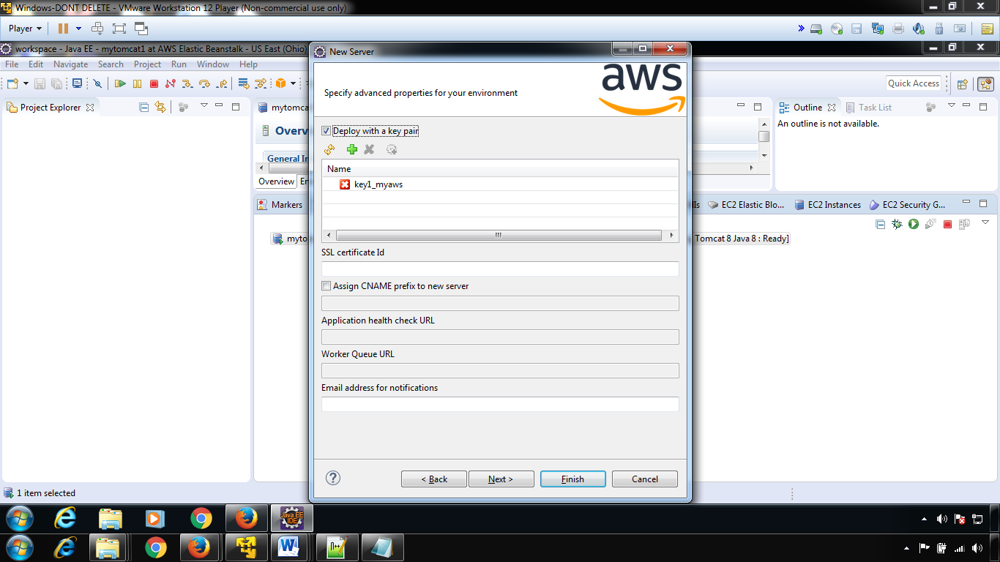 Windows-DONT DELETE - VMware Workstation 12 Player (Non-commercial use only)
Player
workspace - Java EE - mytomcat1 at AWS Elastic Beanstalk - US East (Ohio)
New Server
File Edit Navigate Search Project Run Window Help
Quick Access
aws
Specify advanced properties for your environment
Project Explorer
mytomca
Outline
Task List
An outline is not available.
Overv
General In
Overview
En
Deploy with a key pair
Name
key1_myaws
Markers
EC2 Elastic Blo...
EC2 Instances
EC2 Security G...
myto
Tomcat 8 Java 8 : Ready]
SSL certificate Id
Assign CNAME prefix to new server
Application health check URL
Worker Queue URL
Email address for notifications
< Back
Next >
Finish
Cancel
1 item selected
Java EE
IDE